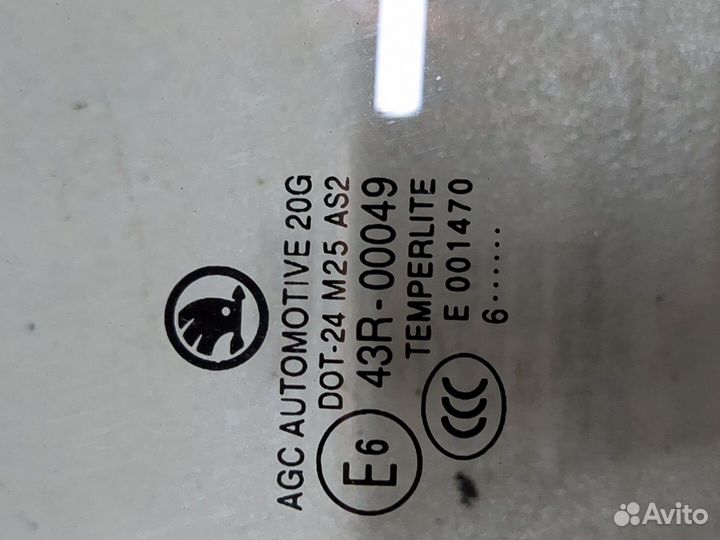 AGC AUTOMOTIVE 20G
DOT-24 M25 AS2
E6 43R-00049
TEMPERLITE
CCC E 001470
6......
Avito